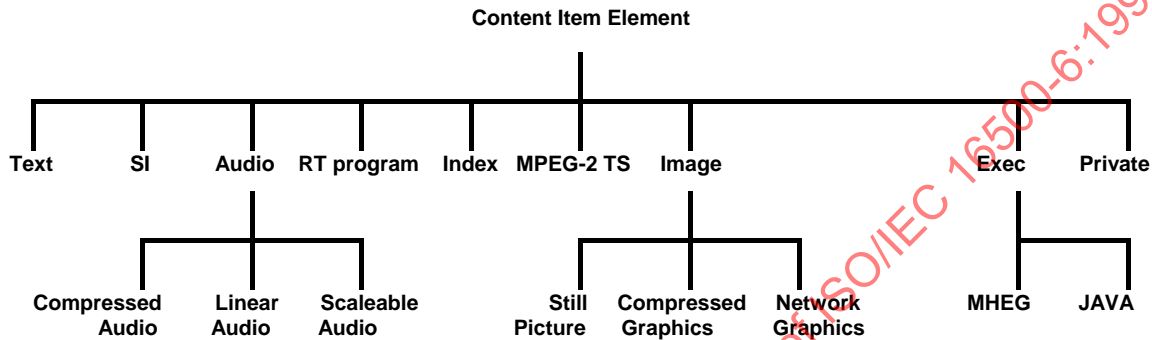 Content Item Element
Text SI Audio RT program Index MPEG-2 TS Image Exec Private
Compressed Audio
Linear Audio
Scaleable Audio
Still Picture
Compressed Graphics
Network Graphics
MHEG
JAVA
of ISO/IEC 16500-6:199